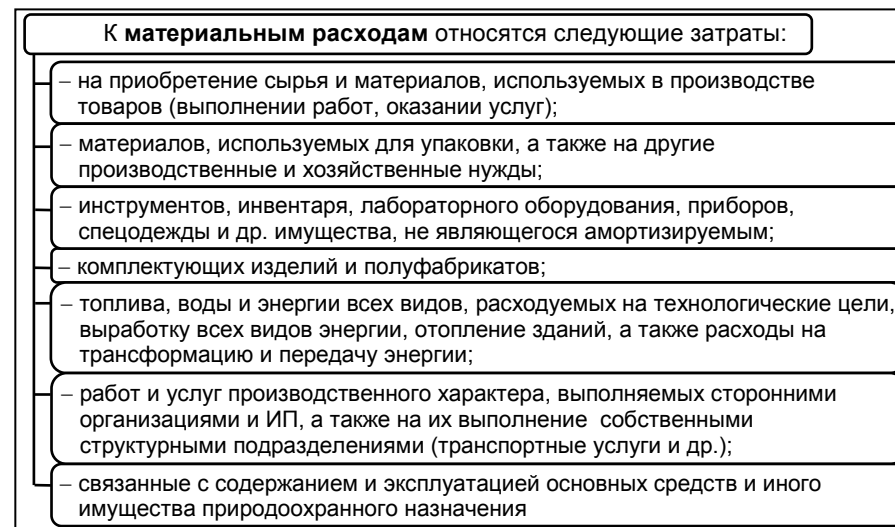 К материальным расходам относятся следующие затраты:
– на приобретение сырья и материалов, используемых в производстве
товаров (выполнении работ, оказании услуг);
– материалов, используемых для упаковки, а также на другие
производственные и хозяйственные нужды;
– инструментов, инвентаря, лабораторного оборудования, приборов,
спецодежды и др. имущества, не являющегося амортизируемым;
– комплектующих изделий и полуфабрикатов;
– топлива, воды и энергии всех видов, расходуемых на технологические цели,
выработку всех видов энергии, отопление зданий, а также расходы на
трансформацию и передачу энергии;
– работ и услуг производственного характера, выполняемых сторонними
организациями и ИП, а также на их выполнение собственными
структурными подразделениями (транспортные услуги и др.);
– связанные с содержанием и эксплуатацией основных средств и иного
имущества природоохранного назначения